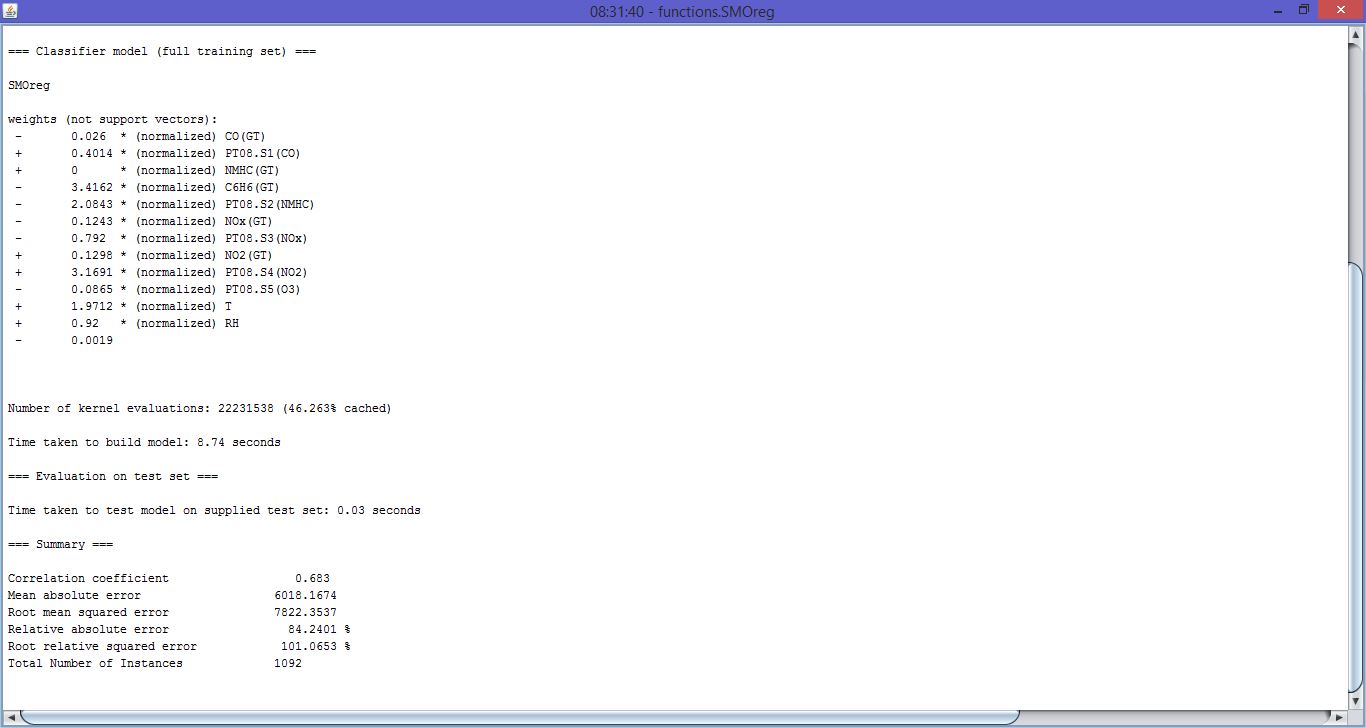 08:31:40 - functions.SMOreg
=== Classifier model (full training set) ===
SMOreg
weights (not support vectors):
- 0.026 * (normalized) CO(GT)
+ 0.4014 * (normalized) PT08.S1(CO)
+ 0 * (normalized) NMHC(GT)
- 3.4162 * (normalized) C6H6(GT)
- 2.0843 * (normalized) PT08.S2(NMHC)
- 0.1243 * (normalized) NOx(GT)
- 0.792 * (normalized) PT08.S3(NOx)
+ 0.1298 * (normalized) NO2(GT)
+ 3.1691 * (normalized) PT08.S4(NO2)
- 0.0865 * (normalized) PT08.S5(O3)
+ 1.9712 * (normalized) T
+ 0.92 * (normalized) RH
- 0.0019
Number of kernel evaluations: 22231538 (46.263% cached)
Time taken to build model: 8.74 seconds
=== Evaluation on test set ===
Time taken to test model on supplied test set: 0.03 seconds
=== Summary ===
Correlation coefficient 0.683
Mean absolute error 6018.1674
Root mean squared error 7822.3537
Relative absolute error 84.2401 %
Root relative squared error 101.0653 %
Total Number of Instances 1092